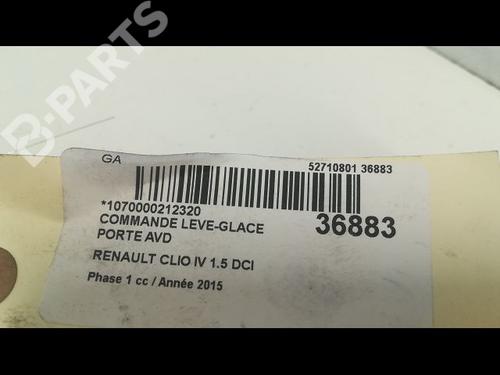 B-PARTS
GA
52710801 36883
*1070000212320
COMMANDE LEVE-GLACE
PORTE AVD
36883
RENAULT CLIO IV 1.5 DCI
Phase 1 cc / Année 2015